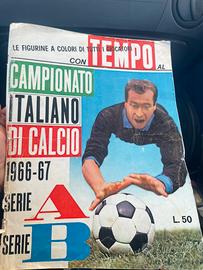 LE FIGURINE A COLORI DI TUTTI I GIOCATORI
CON TEMPO AL
CAMPIONATO
ITALIANO
DI CALCIO
1966-67
SERIE A
SERIE B
L. 50